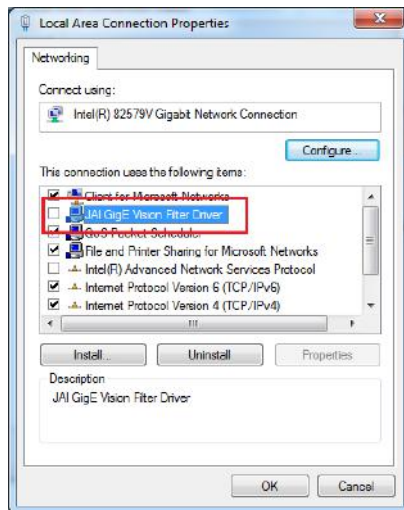 Local Area Connection Properties
Networking
Connect using:
Intel(R) 82579V Gigabit Network Connection
Configure...
This connection uses the following items:
Client for Microsoft Networks
JAI GigE Vision Filter Driver
QoS Packet Scheduler
File and Printer Sharing for Microsoft Networks
Intel(R) Advanced Network Services Protocol
Internet Protocol Version 6 (TCP/IPv6)
Internet Protocol Version 4 (TCP/IPv4)
Install...
Uninstall
Properties
Description
JAI GigE Vision Filter Driver
OK
Cancel